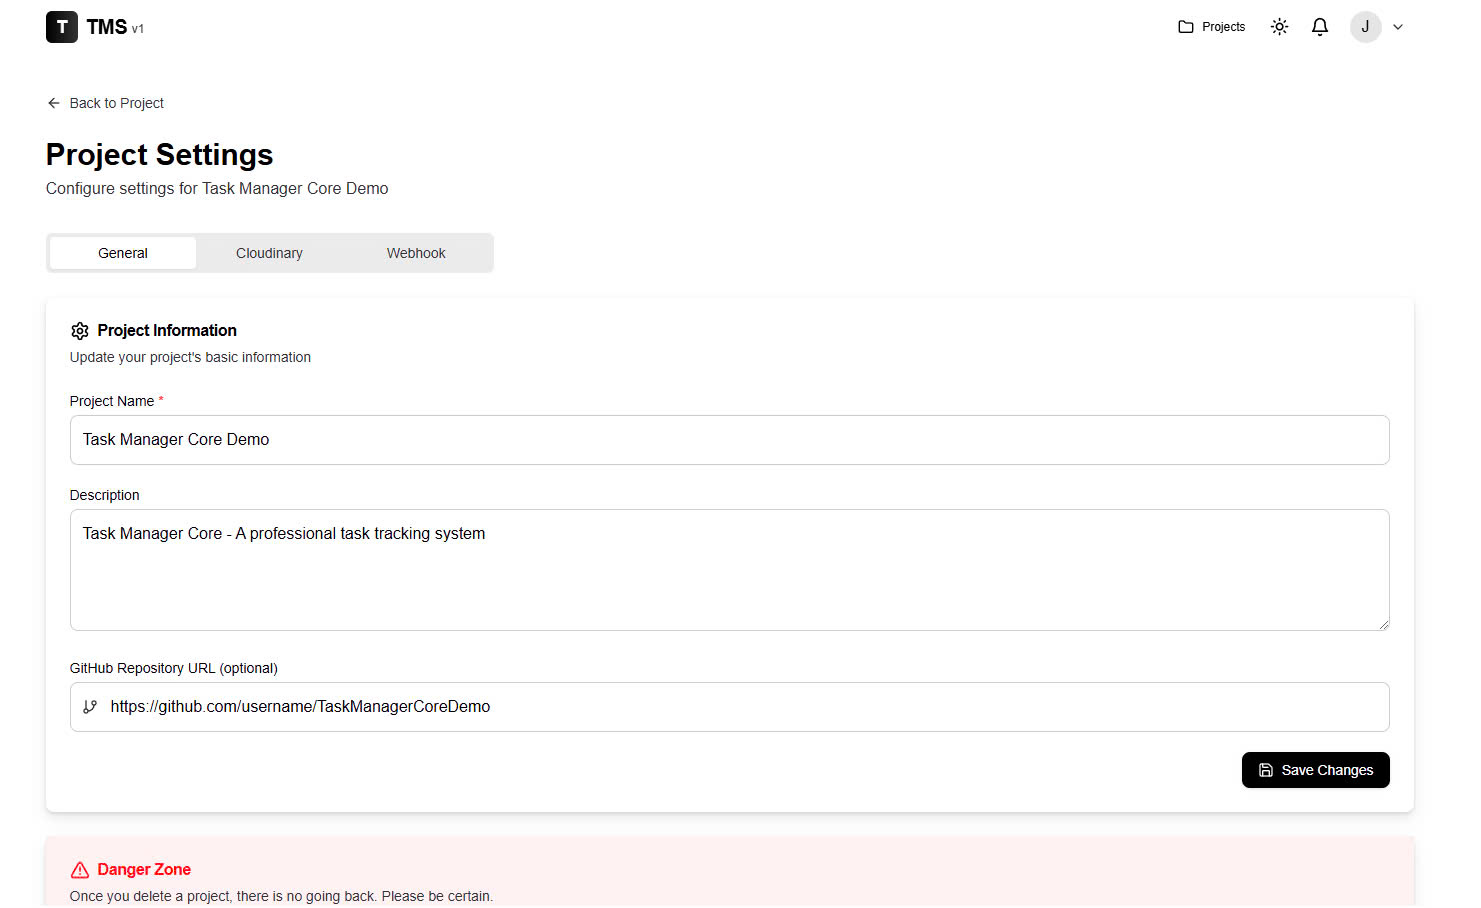 T TMS v1
Projects
J
Back to Project
Project Settings
Configure settings for Task Manager Core Demo
General Cloudinary Webhook
Project Information
Update your project's basic information
Project Name *
Task Manager Core Demo
Description
Task Manager Core - A professional task tracking system
GitHub Repository URL (optional)
https://github.com/username/TaskManagerCoreDemo
Save Changes
Danger Zone
Once you delete a project, there is no going back. Please be certain.